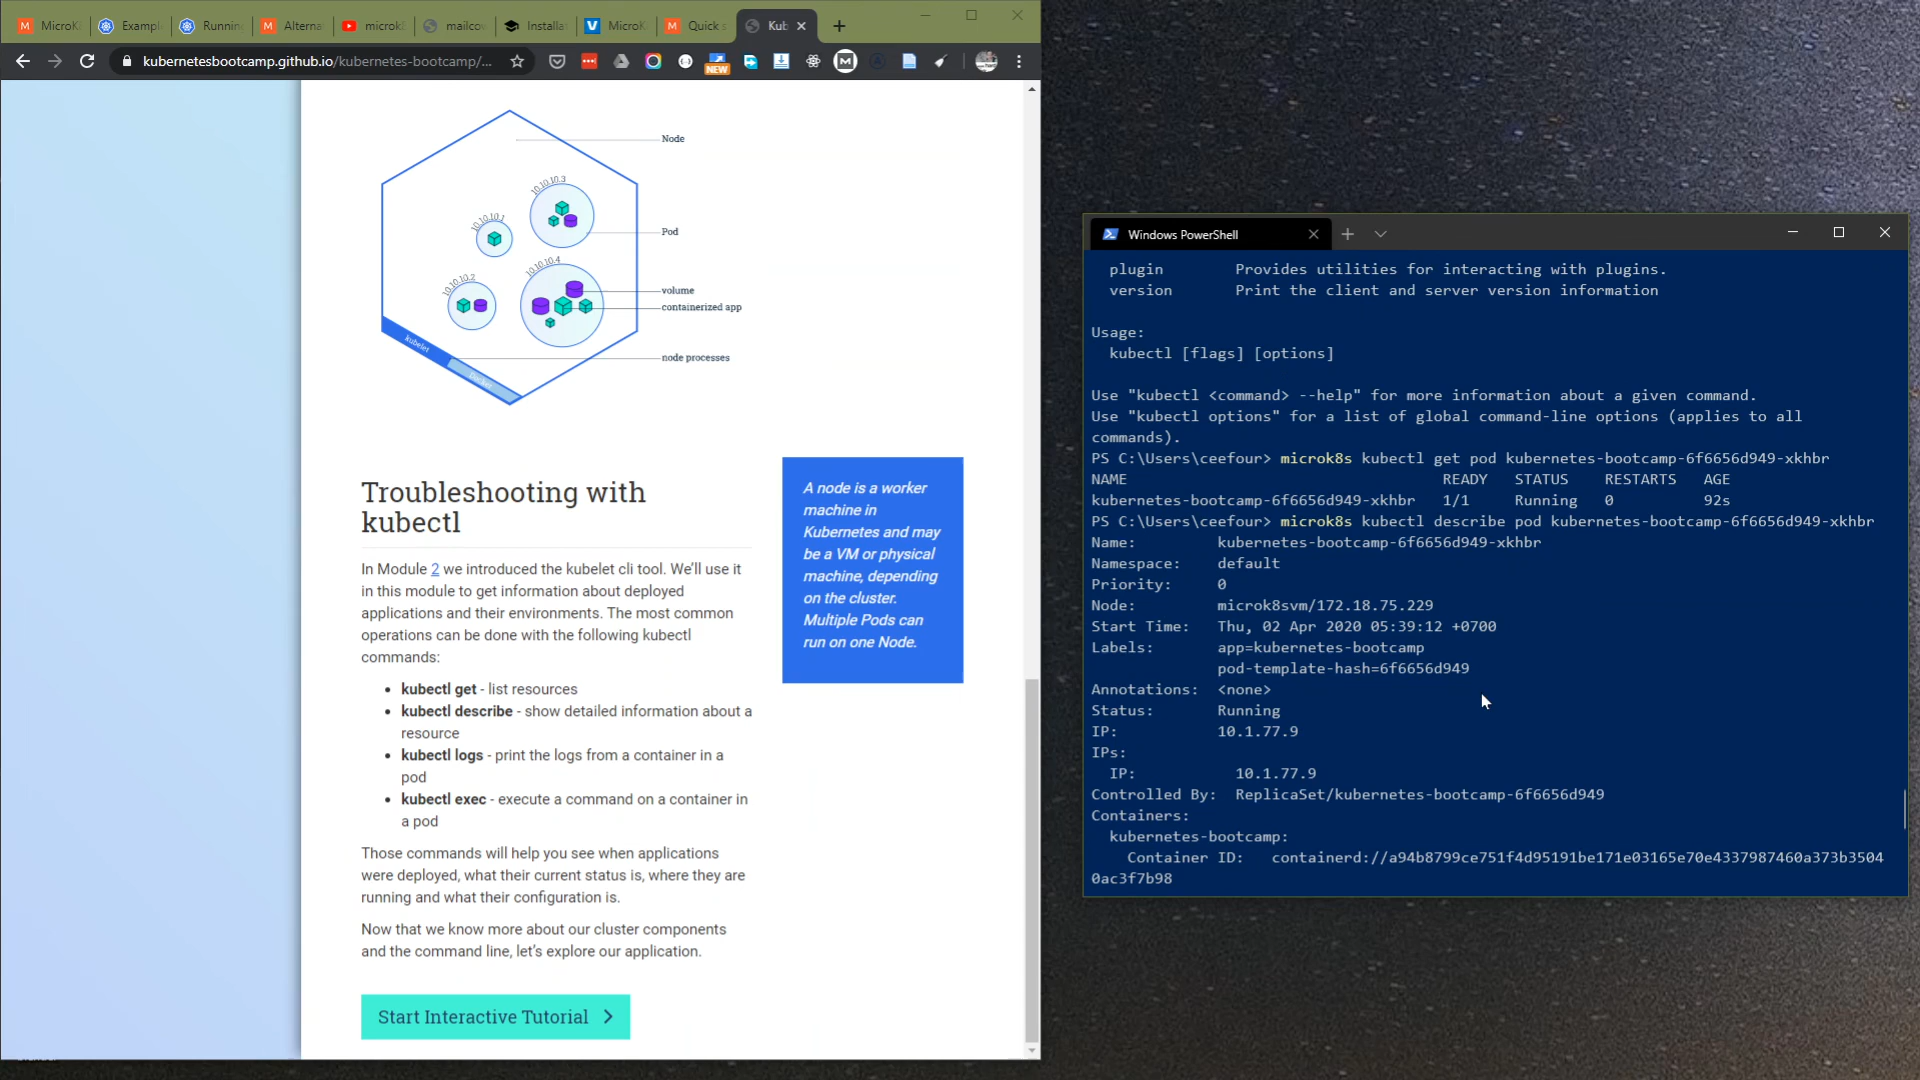 MicroK
Exampl
Running
Alterna
microk
mailcov
Installa
MicroK
Quick s
Kub
kubernetesbootcamp.github.io/kubernetes-bootcamp/...
NEW
Node
10.10.10.3
10.10.10.1
Pod
10.10.10.4
10.10.10.2
volume
containerized app
kubelet
node processes
Docker
Troubleshooting with
kubectl
In Module 2 we introduced the kubelet cli tool. We'll use it
in this module to get information about deployed
applications and their environments. The most common
operations can be done with the following kubectl
commands:
• kubectl get - list resources
• kubectl describe - show detailed information about a
resource
• kubectl logs - print the logs from a container in a
pod
• kubectl exec - execute a command on a container in
a pod
Those commands will help you see when applications
were deployed, what their current status is, where they are
running and what their configuration is.
Now that we know more about our cluster components
and the command line, let's explore our application.
Start Interactive Tutorial
A node is a worker
machine in
Kubernetes and may
be a VM or physical
machine, depending
on the cluster.
Multiple Pods can
run on one Node.
Windows PowerShell
plugin Provides utilities for interacting with plugins.
version Print the client and server version information
Usage:
kubectl [flags] [options]
Use "kubectl <command> --help" for more information about a given command.
Use "kubectl options" for a list of global command-line options (applies to all
commands).
PS C:\Users\ceefour> microk8s kubectl get pod kubernetes-bootcamp-6f6656d949-xkhbr
NAME READY STATUS RESTARTS AGE
kubernetes-bootcamp-6f6656d949-xkhbr 1/1 Running 0 92s
PS C:\Users\ceefour> microk8s kubectl describe pod kubernetes-bootcamp-6f6656d949-xkhbr
Name: kubernetes-bootcamp-6f6656d949-xkhbr
Namespace: default
Priority: 0
Node: microk8svm/172.18.75.229
Start Time: Thu, 02 Apr 2020 05:39:12 +0700
Labels: app=kubernetes-bootcamp
pod-template-hash=6f6656d949
Annotations: <none>
Status: Running
IP: 10.1.77.9
IPs:
IP: 10.1.77.9
Controlled By: ReplicaSet/kubernetes-bootcamp-6f6656d949
Containers:
kubernetes-bootcamp:
Container ID: containerd://a94b8799ce751f4d95191be171e03165e70e4337987460a373b3504
0ac3f7b98